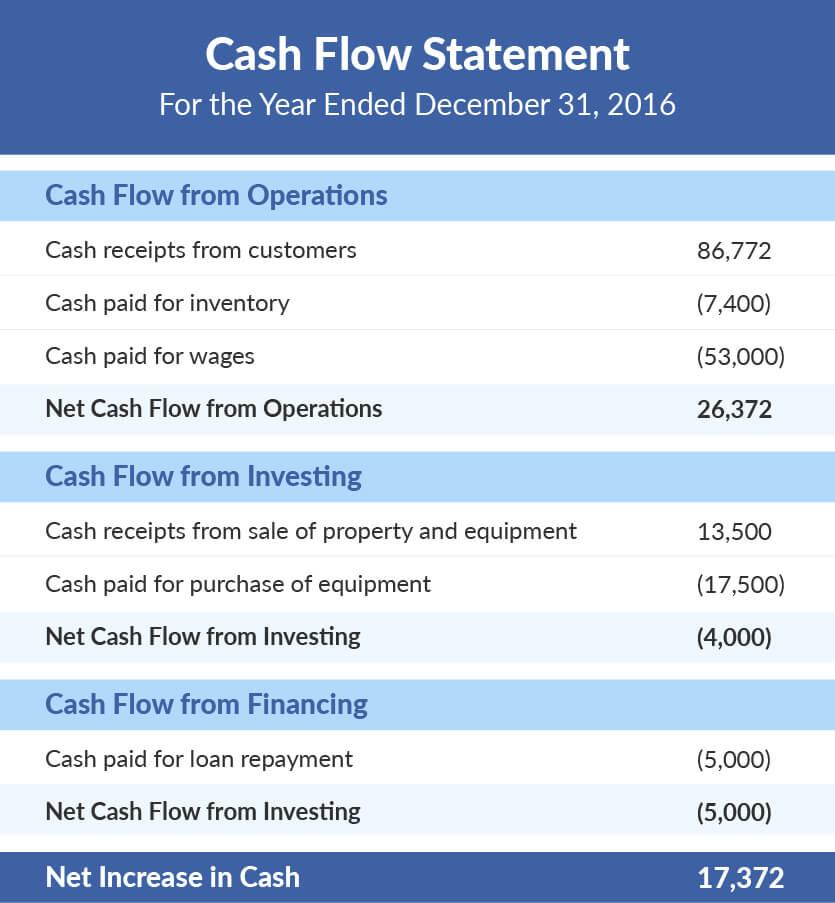 Cash Flow Statement
For the Year Ended December 31, 2016
Cash Flow from Operations
Cash receipts from customers 86,772
Cash paid for inventory (7,400)
Cash paid for wages (53,000)
Net Cash Flow from Operations 26,372
Cash Flow from Investing
Cash receipts from sale of property and equipment 13,500
Cash paid for purchase of equipment (17,500)
Net Cash Flow from Investing (4,000)
Cash Flow from Financing
Cash paid for loan repayment (5,000)
Net Cash Flow from Investing (5,000)
Net Increase in Cash 17,372